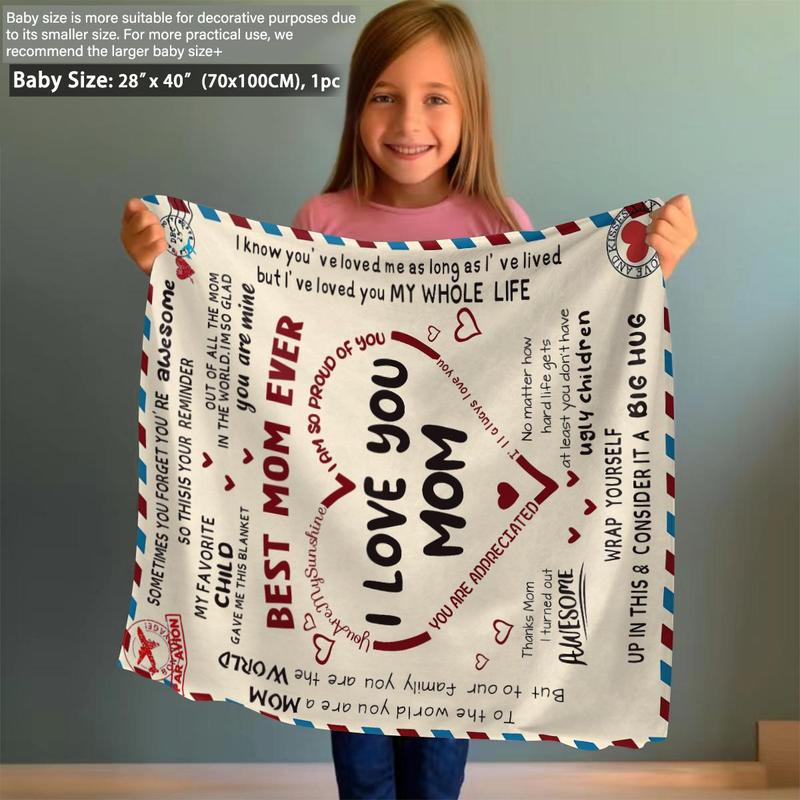 Baby size is more suitable for decorative purposes due
to its smaller size. For more practical use, we
recommend the larger baby size+
Baby Size: 28" x 40" (70x100CM), 1pc
I know you' ve loved me as long as I' ve lived
but I' ve loved you MY WHOLE LIFE
SOMETIMES YOU FORGET YOU'RE awesome
SO THISIS YOUR REMINDER
OUT OF ALL THE MOM
IN THE WORLD. IM SO GLAD
you are mine
MY FAVORITE
CHILD
GAVE ME THIS BLANKET
BEST MOM EVER
I AM SO PROUD OF YOU
I'll always love you
YOU ARE APPRECIATED
YouAreMySunshine
I LOVE YOU
MOM
No matter how
hard life gets
at least you don't have
ugly children
Thanks Mom
I turned out
AWESOME
WRAP YOURSELF
UP IN THIS & CONSIDER IT A BIG HUG
To the world you are a MOM
But to our family you are the WORLD
LOVE AND KISSES
PAR AVION